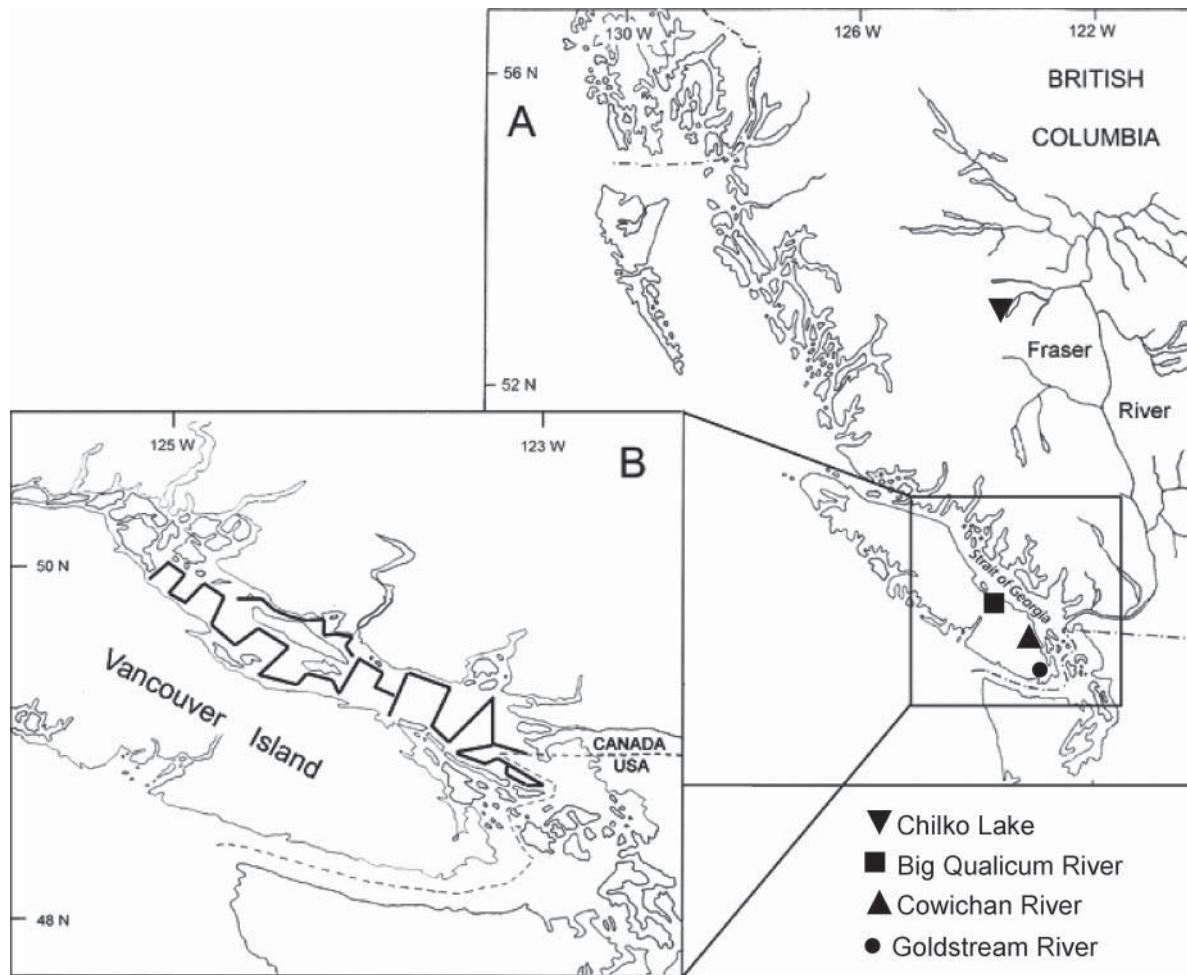 130 W
126 W
122 W
56 N
A
BRITISH
COLUMBIA
52 N
Fraser
River
125 W
123 W
B
50 N
Strait of Georgia
Vancouver
Island
CANADA
USA
48 N
Chilko Lake
Big Qualicum River
Cowichan River
Goldstream River